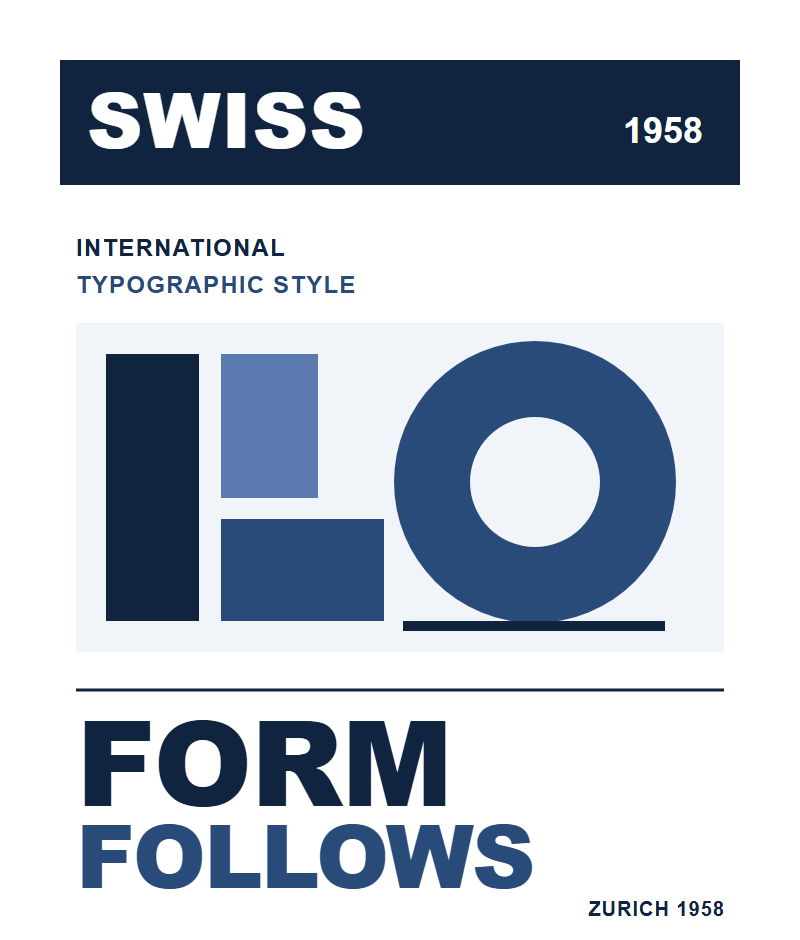 SWISS
1958
INTERNATIONAL
TYPOGRAPHIC STYLE
FORM
FOLLOWS
ZURICH 1958